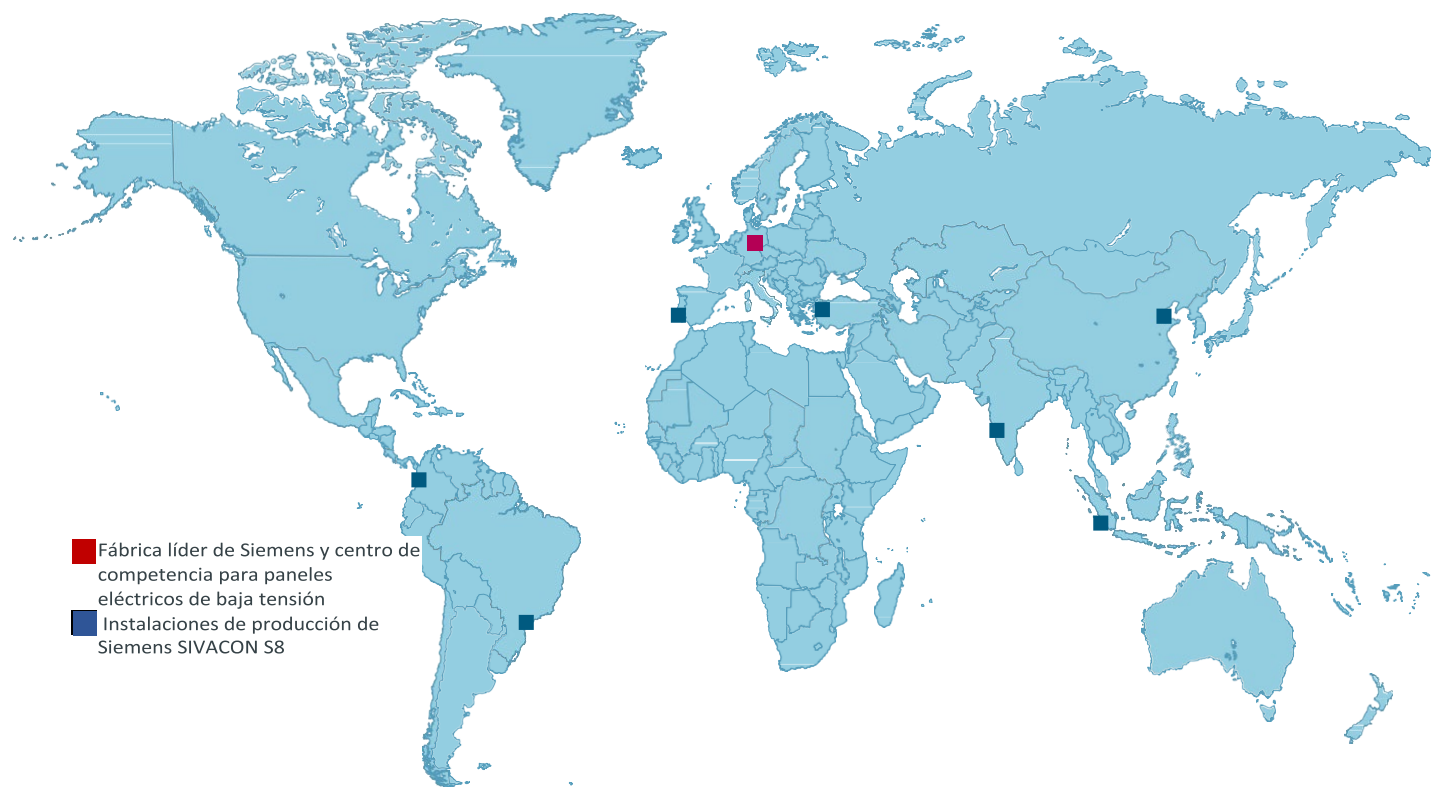 Fábrica líder de Siemens y centro de
competencia para paneles
eléctricos de baja tensión
Instalaciones de producción de
Siemens SIVACON S8